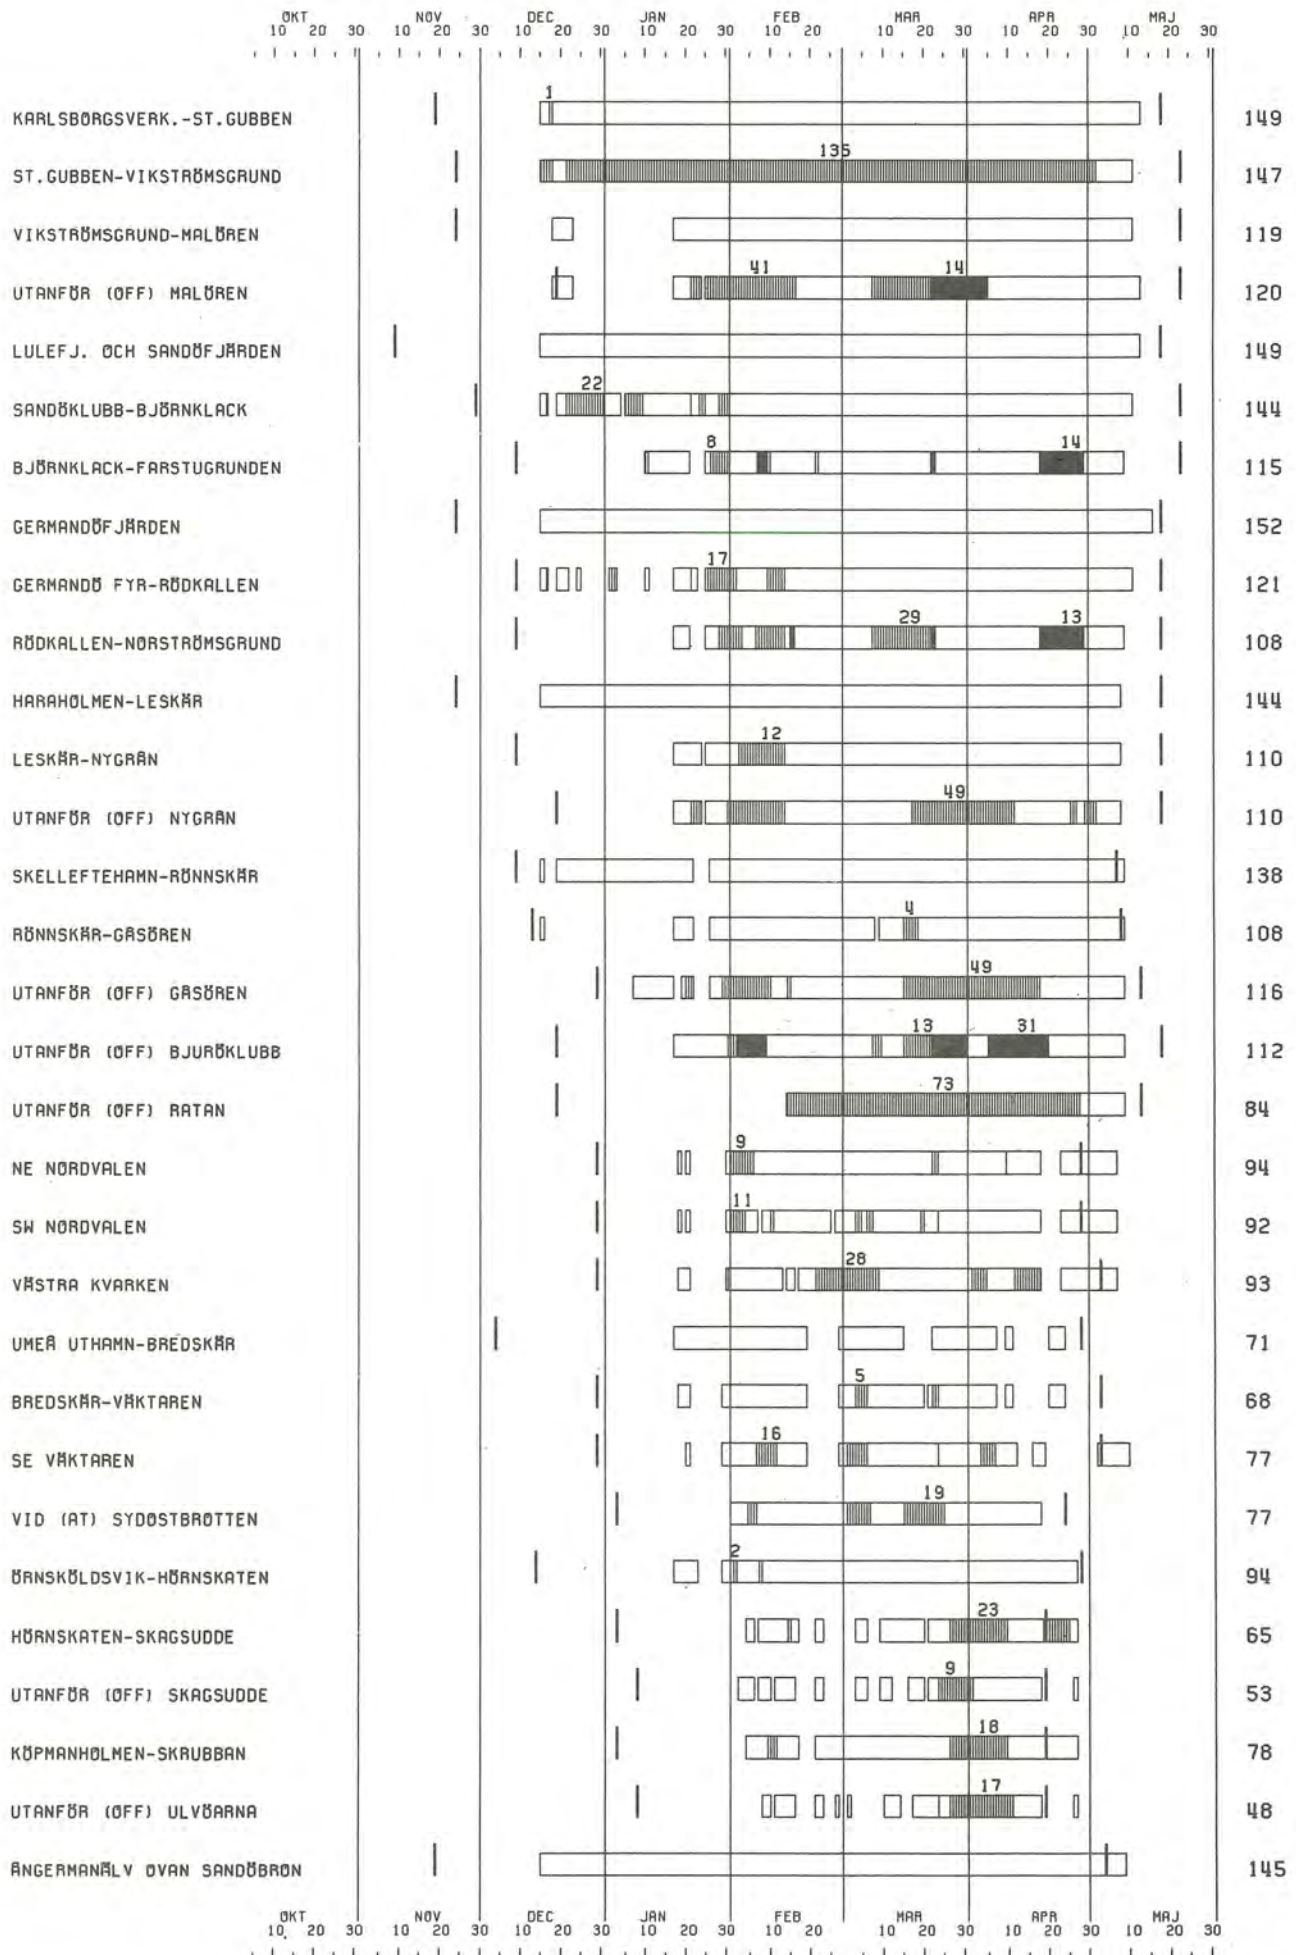 OKT NOV DEC JAN FEB MAR APR MAJ
10 20 30 10 20 30 10 20 30 10 20 30 10 20 10 20 30 10 20 30 10 20 30
1
KARLSBORGSVERK.-ST.GUBBEN 149
135
ST.GUBBEN-VIKSTRÖMSGRUND 147
VIKSTRÖMSGRUND-MALÖREN 119
41 14
UTANFÖR (OFF) MALÖREN 120
LULEFJ. OCH SANDÖFJÄRDEN 149
22
SANDÖKLUBB-BJÖRNKLACK 144
8 14
BJÖRNKLACK-FARSTUGRUNDEN 115
GERMANDÖFJÄRDEN 152
17
GERMANDÖ FYR-RÖDKALLEN 121
29 13
RÖDKALLEN-NORSTRÖMSGRUND 108
HARAHOLMEN-LESKÄR 144
12
LESKÄR-NYGRÅN 110
49
UTANFÖR (OFF) NYGRÅN 110
SKELLEFTEHAMN-RÖNNSKÄR 138
4
RÖNNSKÄR-GÅSÖREN 108
49
UTANFÖR (OFF) GÅSÖREN 116
13 31
UTANFÖR (OFF) BJURÖKLUBB 112
73
UTANFÖR (OFF) RATAN 84
9
NE NORDVALEN 94
11
SW NORDVALEN 92
28
VÄSTRA KVARKEN 93
UMEÅ UTHAMN-BREDSKÄR 71
5
BREDSKÄR-VÄKTAREN 68
16
SE VÄKTAREN 77
19
VID (AT) SYDOSTBROTTEN 77
2
ÖRNSKÖLDSVIK-HÖRNSKATEN 94
23
HÖRNSKATEN-SKAGSUDDE 65
9
UTANFÖR (OFF) SKAGSUDDE 53
18
KÖPMANHOLMEN-SKRUBBAN 78
17
UTANFÖR (OFF) ULVÖARNA 48
ÅNGERMANÄLV OVAN SANDÖBRON 145
OKT NOV DEC JAN FEB MAR APR MAJ
10 20 30 10 20 30 10 20 30 10 20 30 10 20 10 20 30 10 20 30 10 20 30